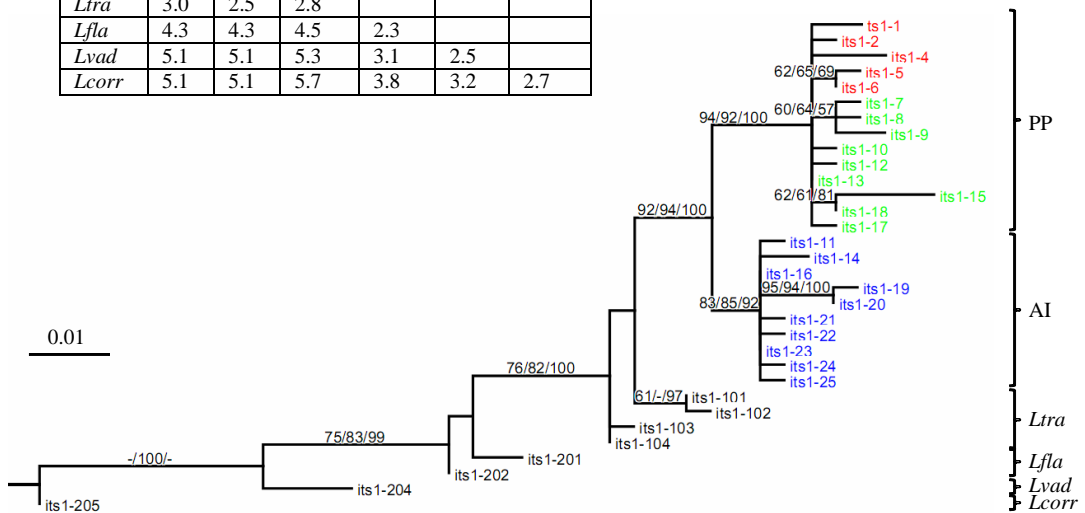 Ltra 3.0 2.5 2.8
Lfla 4.3 4.3 4.5 2.3
Lvad 5.1 5.1 5.3 3.1 2.5
Lcorr 5.1 5.1 5.7 3.8 3.2 2.7
ts1-1
its1-2
its1-4
62/65/69
its1-5
its1-6
60/64/57
its1-7
its1-8
its1-9
94/92/100
PP
its1-10
its1-12
its1-13
62/61/81
its1-15
its1-18
its1-17
92/94/100
its1-11
its1-14
its1-16
95/94/100
its1-19
its1-20
83/85/92
AI
its1-21
its1-22
its1-23
its1-24
its1-25
0.01
76/82/100
61/-/97
its1-101
its1-102
Ltra
its1-103
its1-104
75/83/99
-/100/-
its1-201
Lfla
its1-202
its1-204
Lvad
its1-205
Lcorr